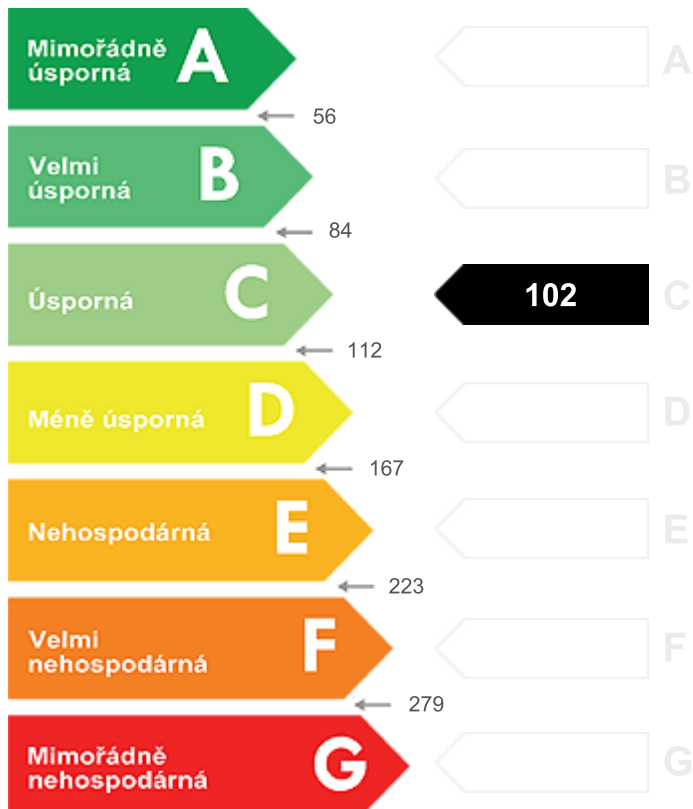 Mimořádně
úsporná
A
A
56
Velmi
úsporná
B
B
84
Úsporná
C
102
C
112
Méně úsporná
D
D
167
Nehospodárná
E
E
223
Velmi
nehospodárná
F
F
279
Mimořádně
nehospodárná
G
G